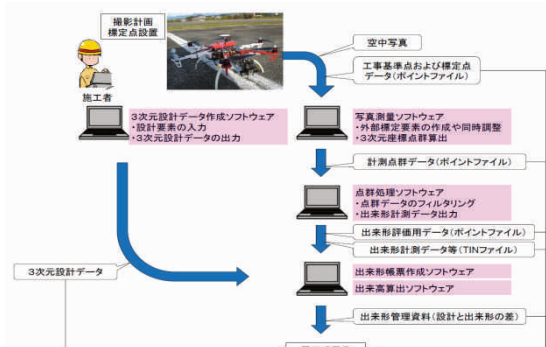 撮影計画
標定点設置
空中写真
工事基準点および標定点
データ(ポイントファイル)
施工者
3次元設計データ作成ソフトウェア
・設計要素の入力
・3次元設計データの出力
写真測量ソフトウェア
・外部標定要素の作成や同時調整
・3次元座標点群算出
計測点群データ(ポイントファイル)
点群処理ソフトウェア
・点群データのフィルタリング
・出来形計測データ出力
出来形評価用データ(ポイントファイル)
出来形計測データ等(TINファイル)
3次元設計データ
出来形帳票作成ソフトウェア
出来高算出ソフトウェア
出来形管理資料(設計と出来形の差)